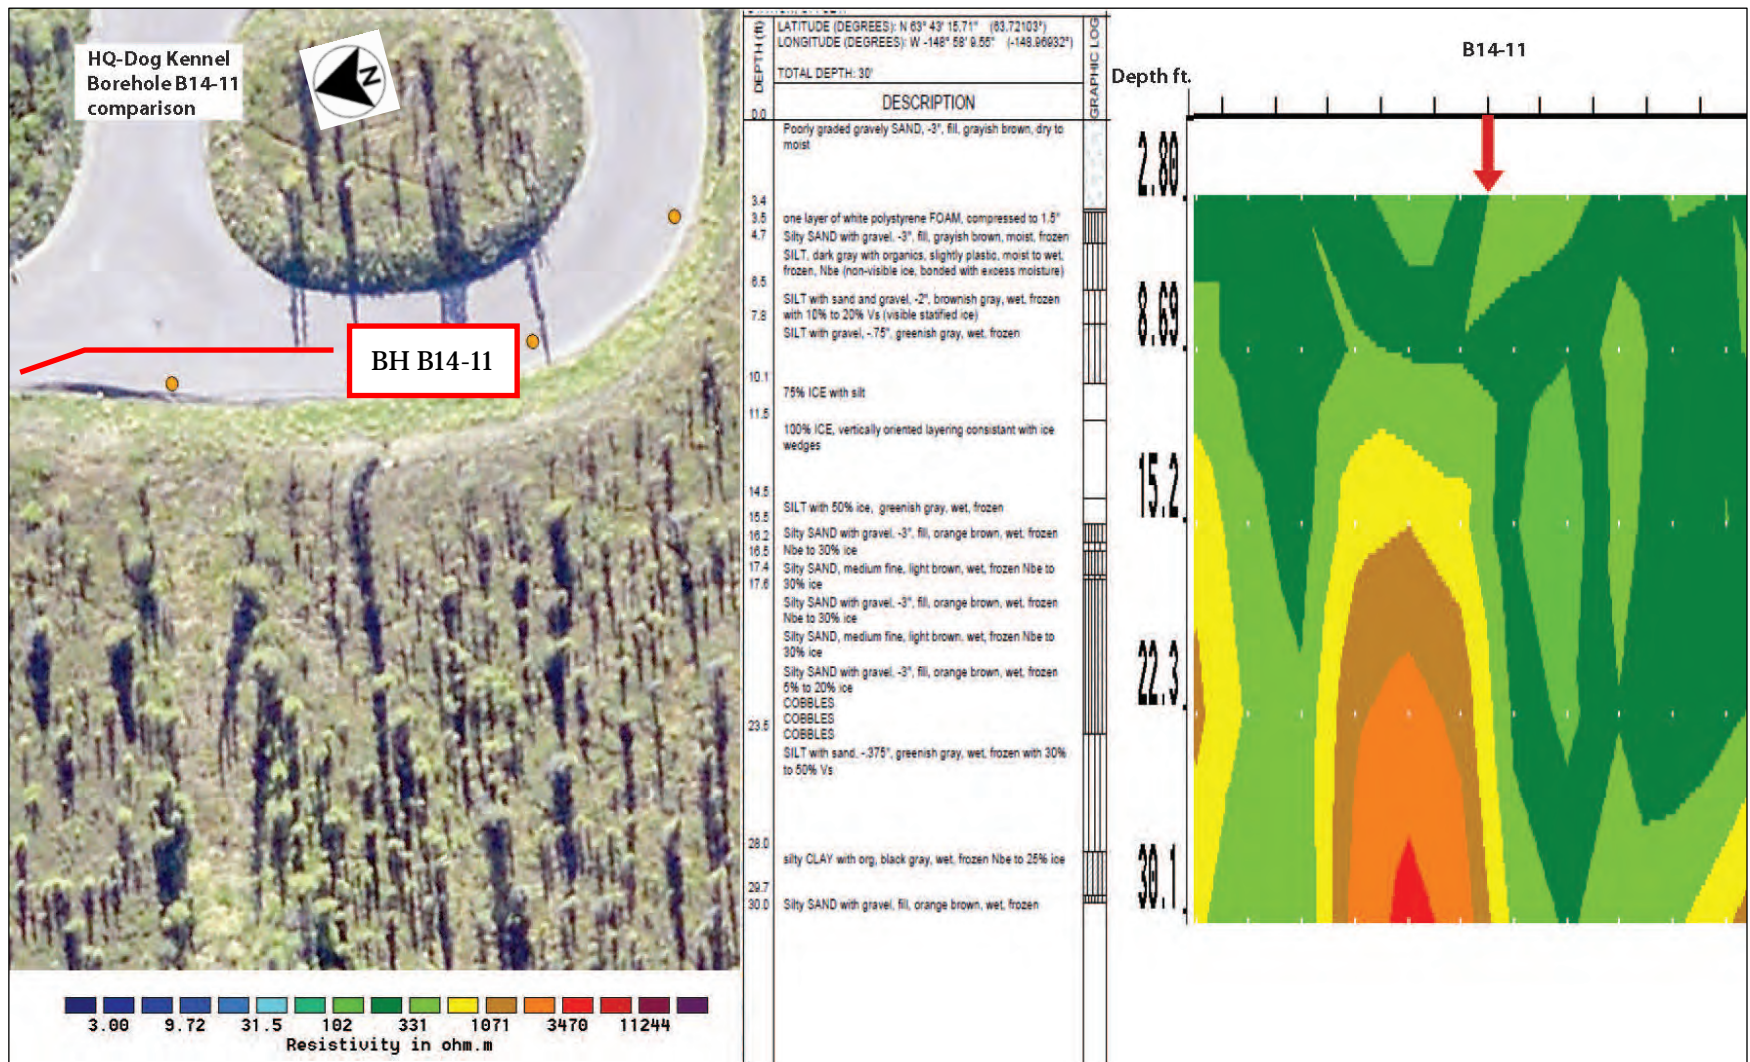 HQ-Dog Kennel
Borehole B14-11
comparison
N
BH B14-11
3.00 9.72 31.5 102 331 1071 3470 11244
Resistivity in ohm.m
DEPTH (ft)
LATITUDE (DEGREES): N 63° 43' 15.71" (63.72103°)
LONGITUDE (DEGREES): W -148° 58' 9.55" (-148.96932°)
TOTAL DEPTH: 30'
DESCRIPTION
GRAPHIC LOG
0.0
Poorly graded gravely SAND, -3", fill, grayish brown, dry to
moist
3.4
3.5 one layer of white polystyrene FOAM, compressed to 1.5"
4.7 Silty SAND with gravel, -3", fill, grayish brown, moist, frozen
SILT, dark gray with organics, slightly plastic, moist to wet,
frozen, Nbe (non-visible ice, bonded with excess moisture)
6.5
SILT with sand and gravel, -2", brownish gray, wet, frozen
with 10% to 20% Vs (visible statified ice)
7.8
SILT with gravel, -.75", greenish gray, wet, frozen
10.1
75% ICE with silt
11.5
100% ICE, vertically oriented layering consistant with ice
wedges
14.5
SILT with 50% ice, greenish gray, wet, frozen
15.5
16.2 Silty SAND with gravel, -3", fill, orange brown, wet, frozen
16.5 Nbe to 30% ice
17.4 Silty SAND, medium fine, light brown, wet, frozen Nbe to
17.6 30% ice
Silty SAND with gravel, -3", fill, orange brown, wet, frozen
Nbe to 30% ice
Silty SAND, medium fine, light brown, wet, frozen Nbe to
30% ice
Silty SAND with gravel, -3", fill, orange brown, wet, frozen
5% to 20% ice
COBBLES
COBBLES
23.5 COBBLES
SILT with sand, -.375", greenish gray, wet, frozen with 30%
to 50% Vs
28.0
silty CLAY with org, black gray, wet, frozen Nbe to 25% ice
29.7
30.0 Silty SAND with gravel, fill, orange brown, wet, frozen
B14-11
Depth ft.
2.80
8.69
15.2
22.3
30.1